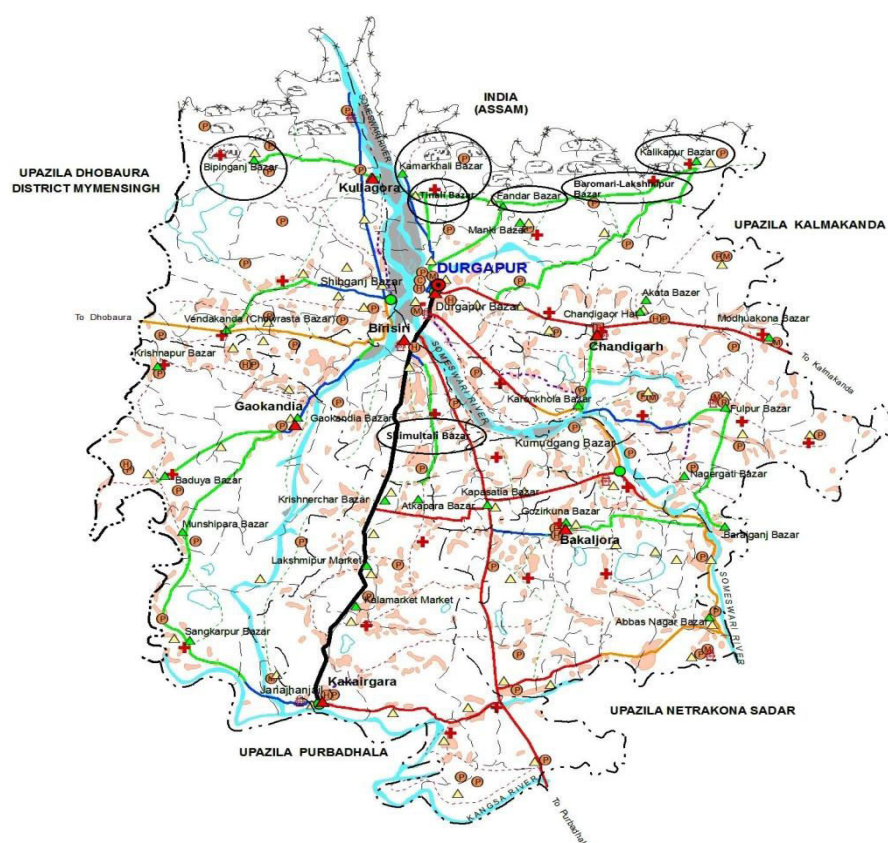 INDIA
(ASSAM)
SOMESWARI RIVER
UPAZILA DHOBAURA
DISTRICT MYMENSINGH
Bipinganj Bazar
Kullagora
Kamarkhali Bazar
Tinali Bazar
Fandar Bazar
Baromari-Lakshmipur
Bazar
Kalikapur Bazar
Manki Bazar
UPAZILA KALMAKANDA
DURGAPUR
Shibganj Bazar
Durgapur Bazar
Akata Bazer
Chandigaor Hat
Modhuakona Bazar
To Dhobaura
Vendakanda (Chowrasta Bazar)
Birisiri
Chandigarh
To Kalmakanda
Krishnapur Bazar
SOMESWARI RIVER
Gaokandia
Gaokandia Bazar
Karankhola Bazar
Fulpur Bazar
Shimultali Bazar
Kumudgang Bazar
Baduya Bazar
Nagergati Bazar
Krishnerchar Bazar
Atkapara Bazar
Kapasatia Bazar
Gozirkuna Bazar
Munshipara Bazar
Bakaljora
Baraiganj Bazar
Lakshmipur Market
SOMESWARI RIVER
Kalamarket Market
Abbas Nagar Bazar
Sangkarpur Bazar
Kakairgara
Janajhanjail
UPAZILA NETRAKONA SADAR
UPAZILA PURBADHALA
KANGSA RIVER
To Purbadhala